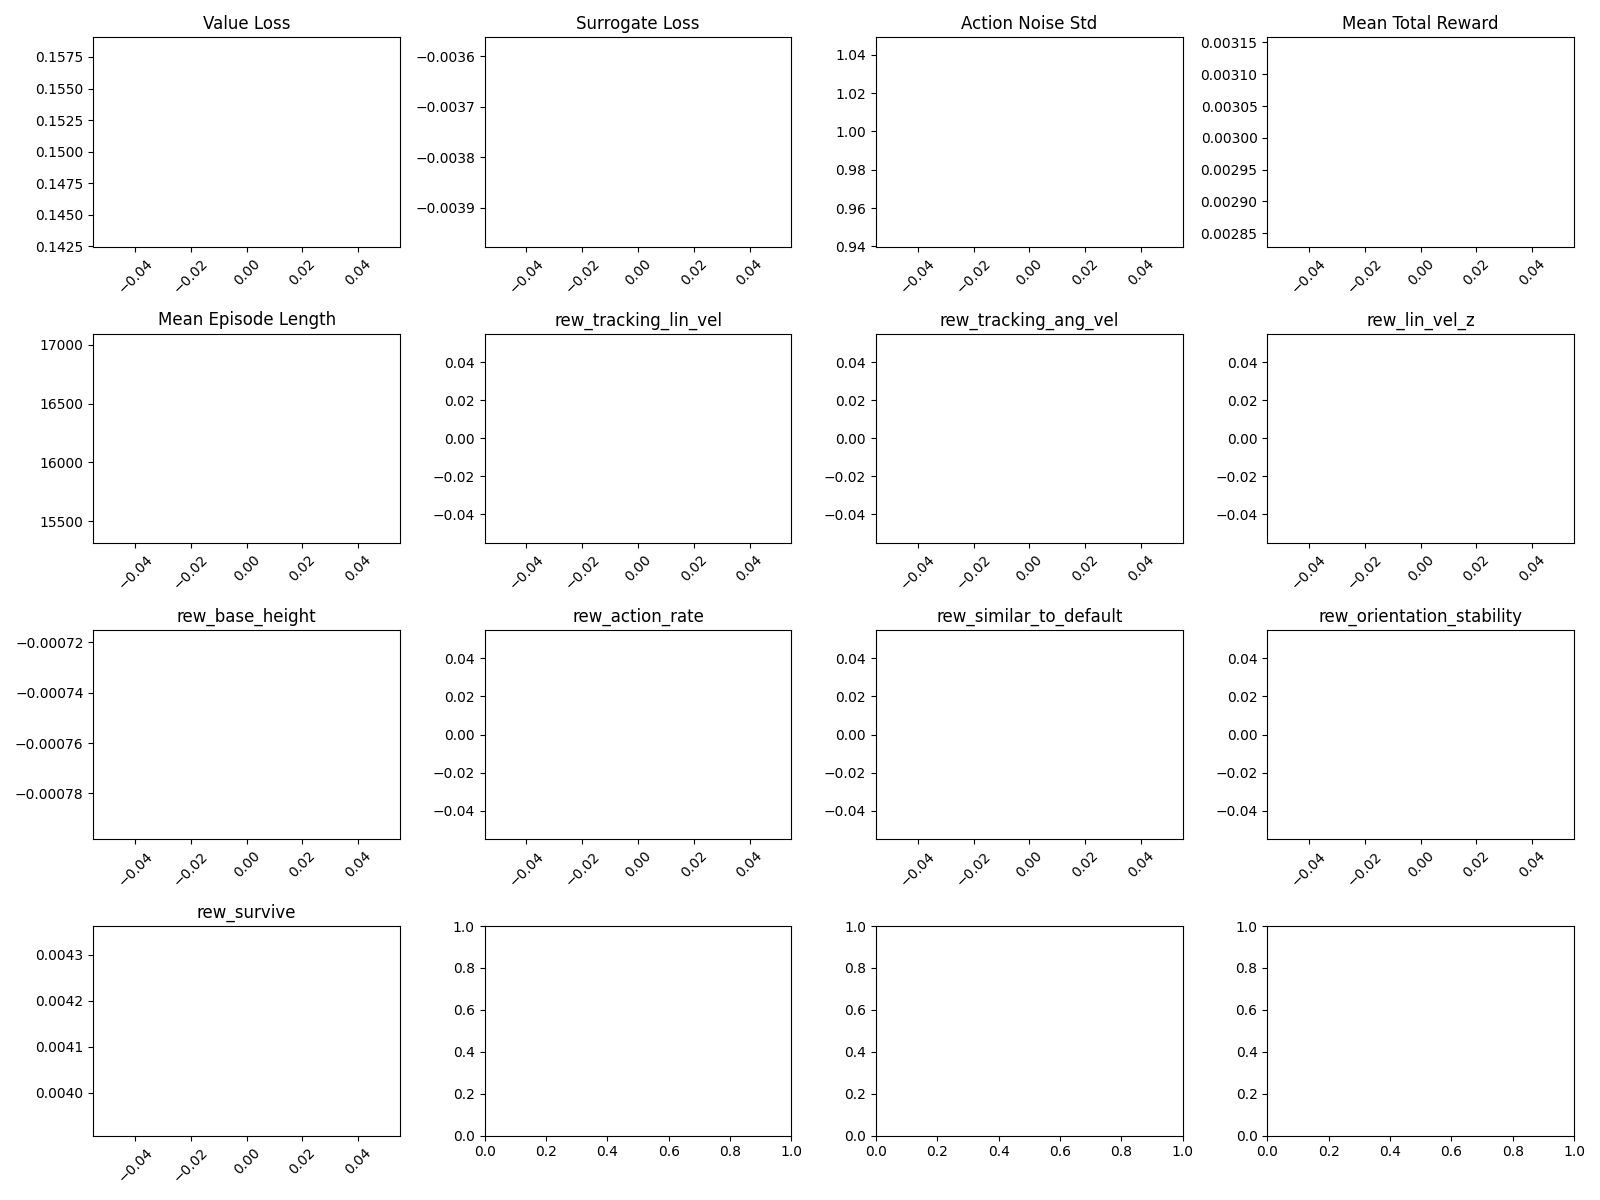 Value Loss
0.1575
0.1550
0.1525
0.1500
0.1475
0.1450
0.1425
−0.04 −0.02 0.00 0.02 0.04
Surrogate Loss
−0.0036
−0.0037
−0.0038
−0.0039
−0.04 −0.02 0.00 0.02 0.04
Action Noise Std
1.04
1.02
1.00
0.98
0.96
0.94
−0.04 −0.02 0.00 0.02 0.04
Mean Total Reward
0.00315
0.00310
0.00305
0.00300
0.00295
0.00290
0.00285
−0.04 −0.02 0.00 0.02 0.04
Mean Episode Length
17000
16500
16000
15500
−0.04 −0.02 0.00 0.02 0.04
rew_tracking_lin_vel
0.04
0.02
0.00
−0.02
−0.04
−0.04 −0.02 0.00 0.02 0.04
rew_tracking_ang_vel
0.04
0.02
0.00
−0.02
−0.04
−0.04 −0.02 0.00 0.02 0.04
rew_lin_vel_z
0.04
0.02
0.00
−0.02
−0.04
−0.04 −0.02 0.00 0.02 0.04
rew_base_height
−0.00072
−0.00074
−0.00076
−0.00078
−0.04 −0.02 0.00 0.02 0.04
rew_action_rate
0.04
0.02
0.00
−0.02
−0.04
−0.04 −0.02 0.00 0.02 0.04
rew_similar_to_default
0.04
0.02
0.00
−0.02
−0.04
−0.04 −0.02 0.00 0.02 0.04
rew_orientation_stability
0.04
0.02
0.00
−0.02
−0.04
−0.04 −0.02 0.00 0.02 0.04
rew_survive
0.0043
0.0042
0.0041
0.0040
−0.04 −0.02 0.00 0.02 0.04
1.0
0.8
0.6
0.4
0.2
0.0
0.0 0.2 0.4 0.6 0.8 1.0
1.0
0.8
0.6
0.4
0.2
0.0
0.0 0.2 0.4 0.6 0.8 1.0
1.0
0.8
0.6
0.4
0.2
0.0
0.0 0.2 0.4 0.6 0.8 1.0